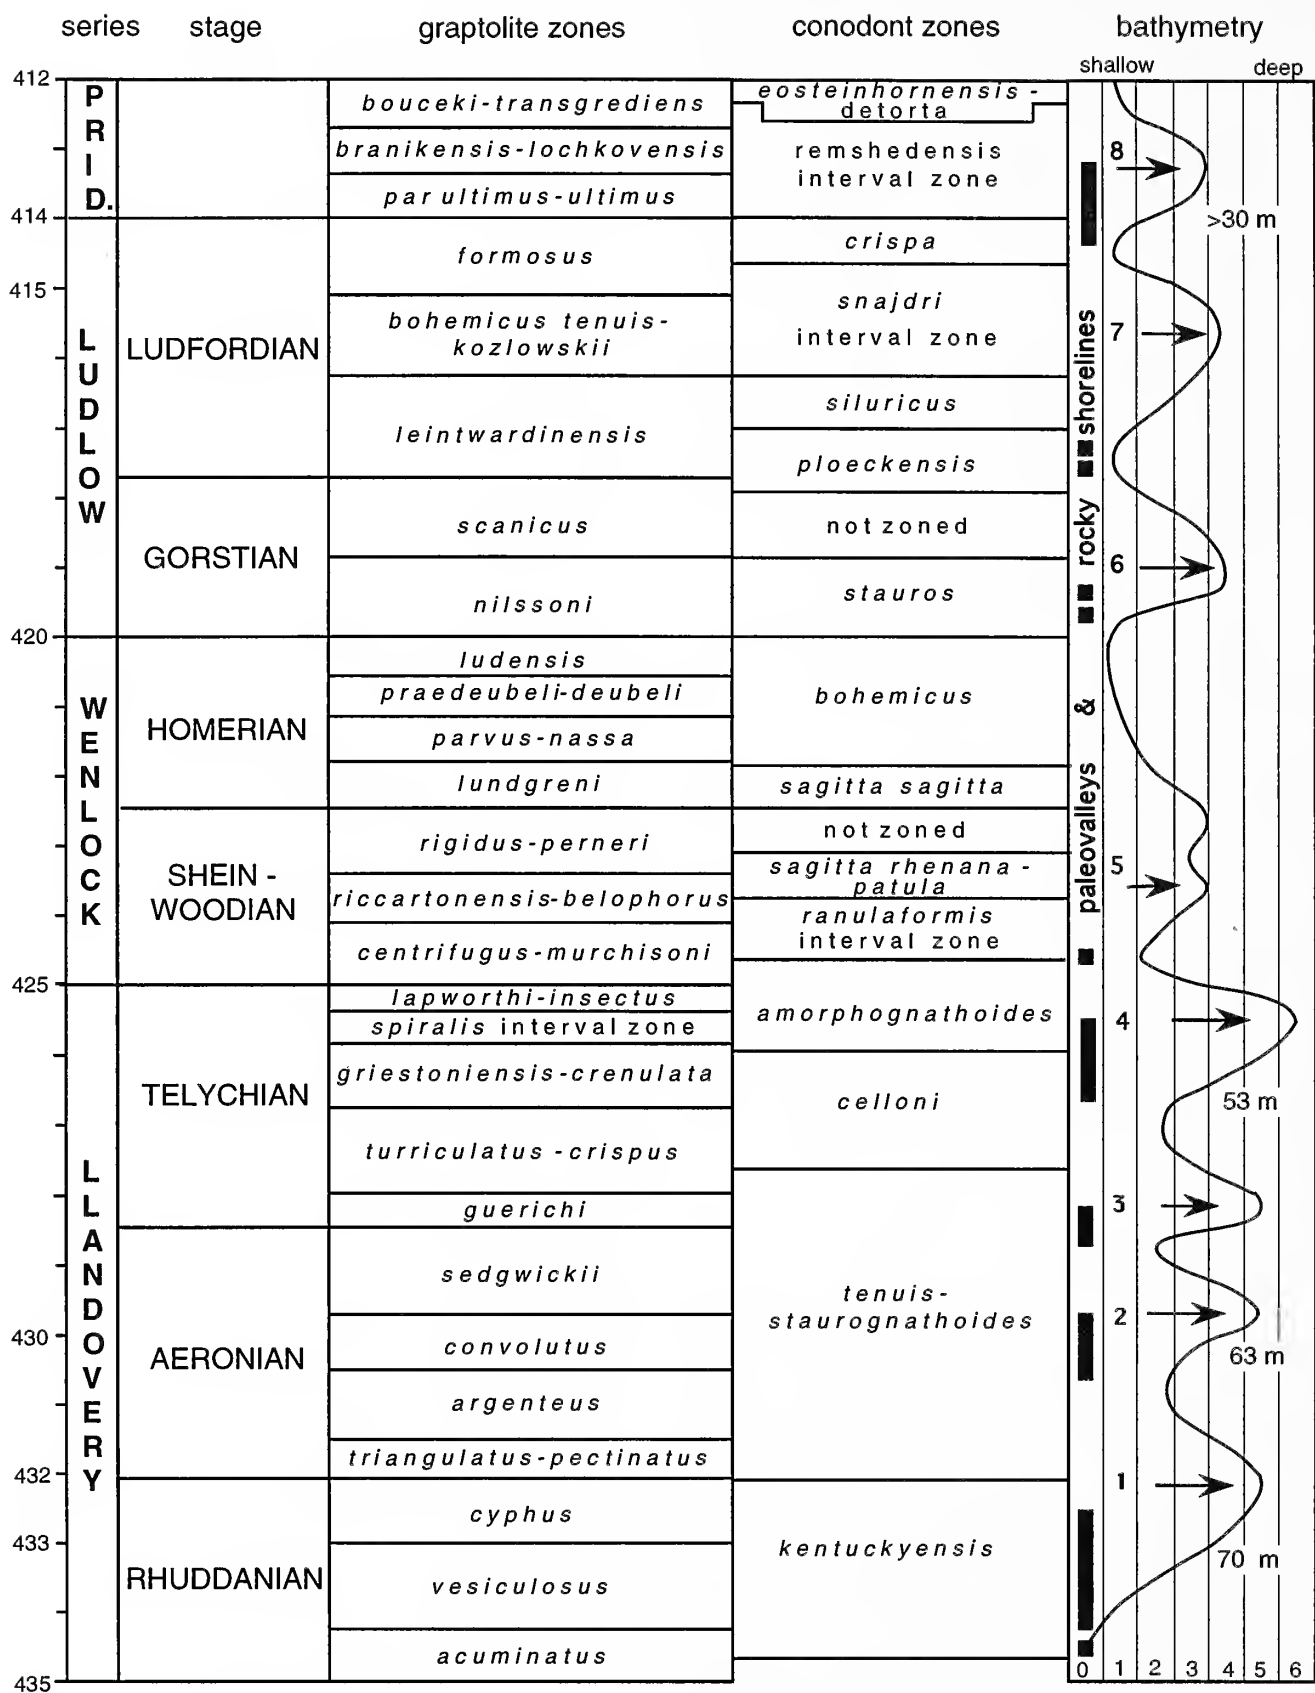 series stage graptolite zones conodont zones bathymetry
shallow deep
412
414
415
420
425
430
432
433
435
PRID.
LUDLOW
WENLOCK
LLANDOVERY
LUDFORDIAN
GORSTIAN
HOMERIAN
SHEIN -
WOODIAN
TELYCHIAN
AERONIAN
RHUDDANIAN
bouceki-transgrediens
branikensis-lochkovensis
parultimus-ultimus
formosus
bohemicus tenuis-
kozlowskii
leintwardinensis
scanicus
nilssoni
ludensis
praedeubeli-deubeli
parvus-nassa
lundgreni
rigidus-perneri
riccartonensis-belophorus
centrifugus-murchisoni
lapworthi-insectus
spiralis interval zone
griestoniensis-crenulata
turriculatus -crispus
guerichi
sedgwickii
convolutus
argenteus
triangulatus-pectinatus
cyphus
vesiculosus
acuminatus
eosteinhornensis-
detorta
remshedensis
interval zone
crispa
snajdri
interval zone
siluricus
ploeckensis
not zoned
stauros
bohemicus
sagitta sagitta
not zoned
sagitta rhenana-
patula
ranulaformis
interval zone
amorphognathoides
celloni
tenuis-
staurognathoides
kentuckyensis
paleovalleys & rocky shorelines
8
>30 m
7
6
5
4
53 m
3
2
63 m
1
70 m
0 1 2 3 4 5 6